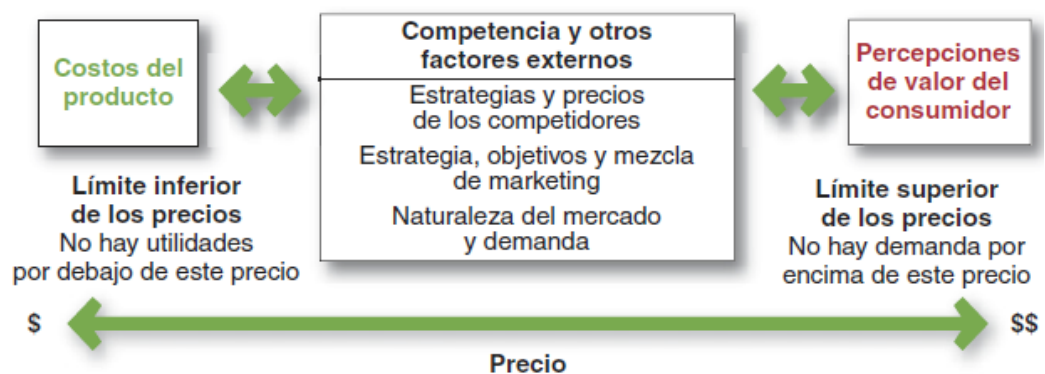 Costos del
producto
Límite inferior
de los precios
No hay utilidades
por debajo de este precio
Competencia y otros
factores externos
Estrategias y precios
de los competidores
Estrategia, objetivos y mezcla
de marketing
Naturaleza del mercado
y demanda
Percepciones
de valor del
consumidor
Límite superior
de los precios
No hay demanda por
encima de este precio
$
$$
Precio